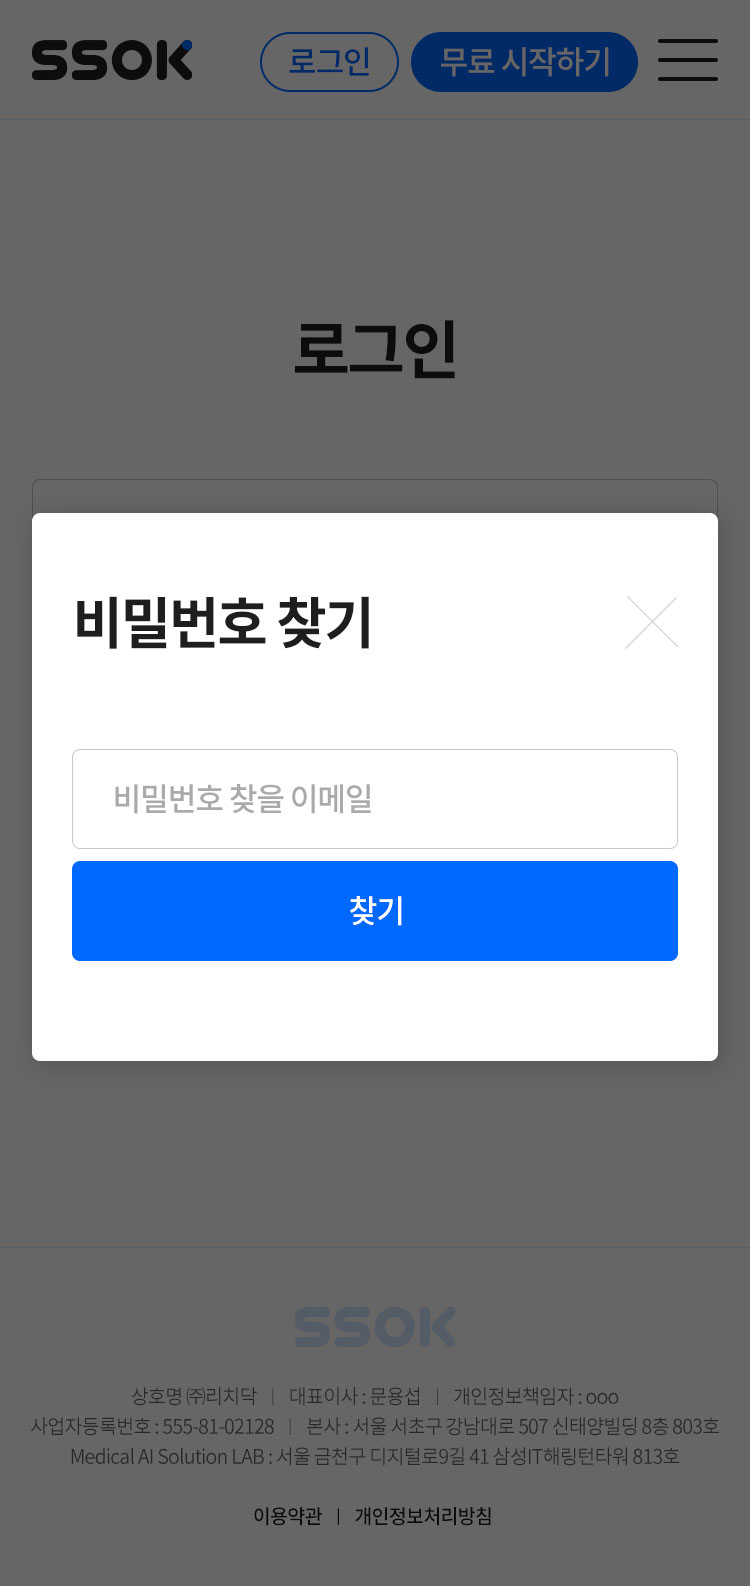 SSOK 로그인 무료 시작하기
로그인
비밀번호 찾기
비밀번호 찾을 이메일
찾기
SSOK
상호명 ㈜리치닥 | 대표이사 : 문용섭 | 개인정보책임자 : ooo
사업자등록번호 : 555-81-02128 | 본사 : 서울 서초구 강남대로 507 신태양빌딩 8층 803호
Medical AI Solution LAB : 서울 금천구 디지털로9길 41 삼성IT해링턴타워 813호
이용약관 | 개인정보처리방침